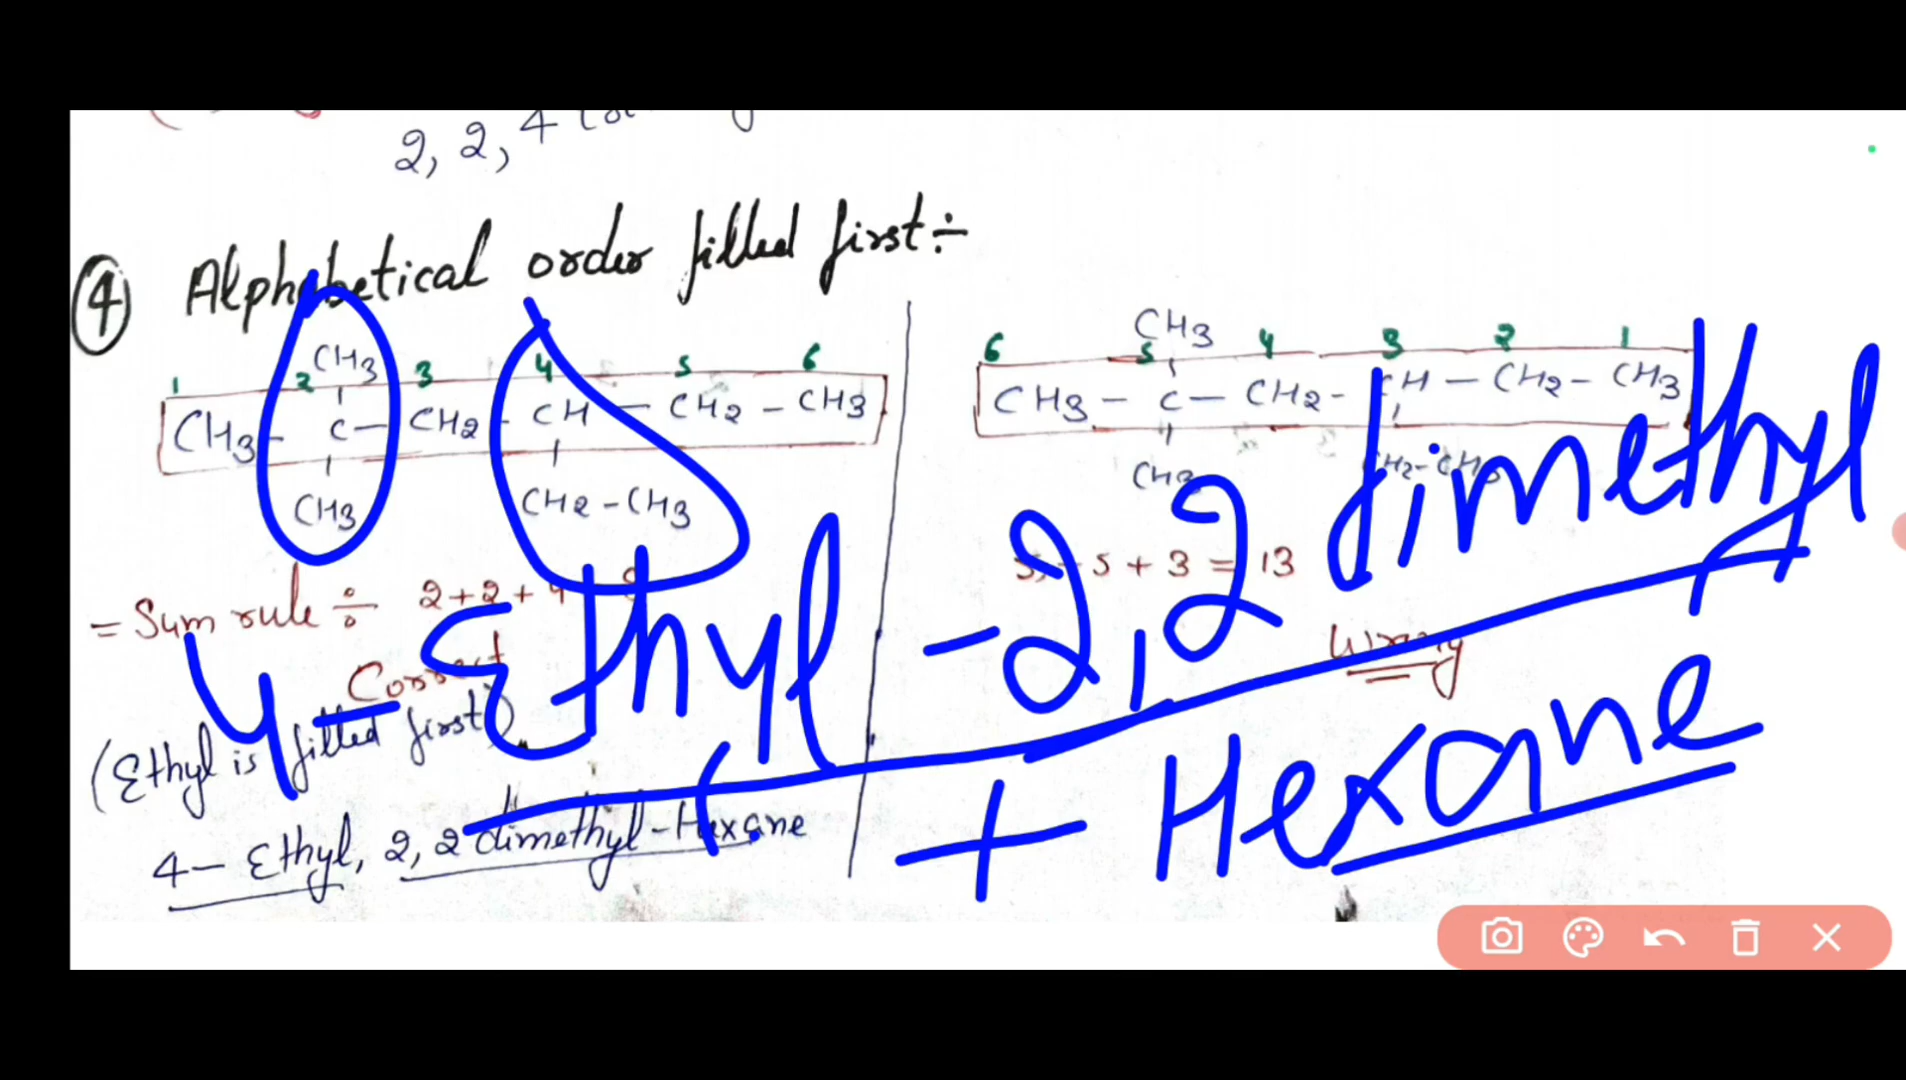 2, 2, 4
④ Alphabetical order filled first÷
1 2 3 4 5 6
CH3
CH3 - C - CH2 - CH - CH2 - CH3
CH3 CH2 - CH3
= Sum rule ÷ 2+2+4
Correct
(Ethyl is filled first)
4 - Ethyl, 2, 2 dimethyl - Hexane
CH3
6 5 4 3 2 1
CH3 - C - CH2 - CH - CH2 - CH3
CH3 CH2-CH3
5+5+3 = 13
Wrong
4 - Ethyl - 2,2 dimethyl
+ Hexane